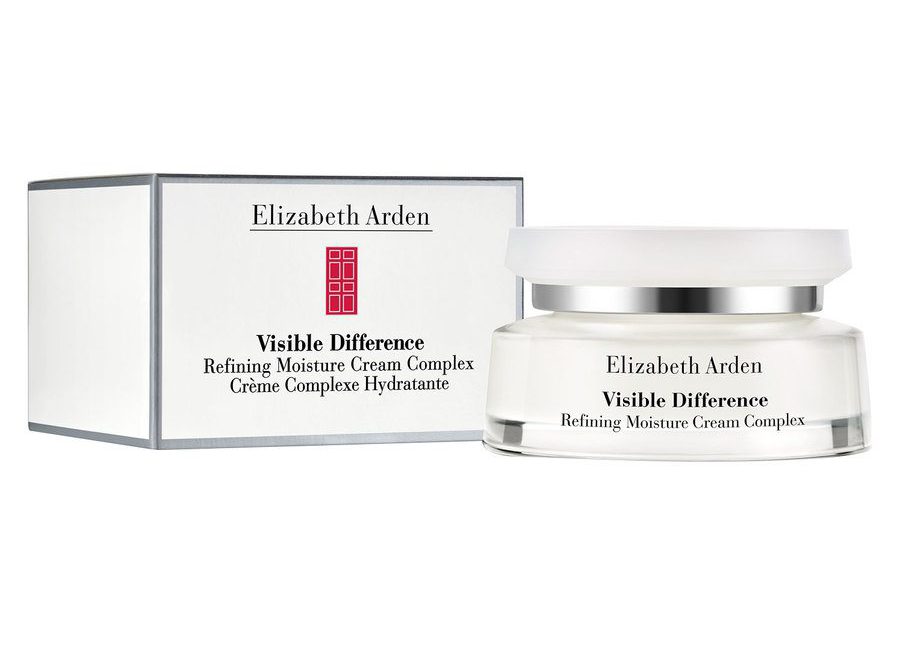 Elizabeth Arden
Visible Difference
Refining Moisture Cream Complex
Crème Complexe Hydratante
Elizabeth Arden
Visible Difference
Refining Moisture Cream Complex